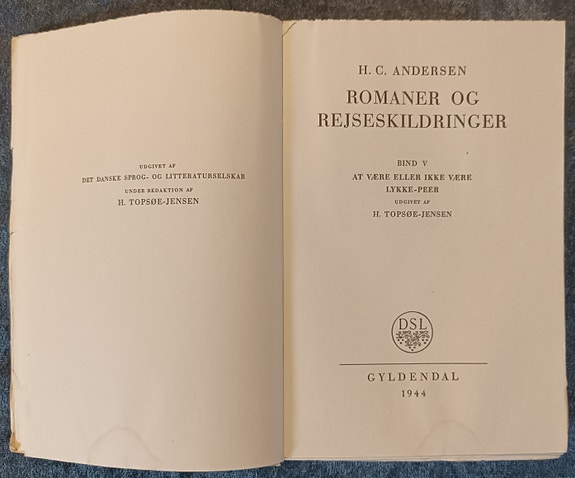 UDGIVET AF
DET DANSKE SPROG- OG LITTERATURSELSKAB
UNDER REDAKTION AF
H. TOPSØE-JENSEN
H. C. ANDERSEN
ROMANER OG
REJSESKILDRINGER
BIND V
AT VÆRE ELLER IKKE VÆRE
LYKKE-PEER
UDGIVET AF
H. TOPSØE-JENSEN
DSL
GYLDENDAL
1944